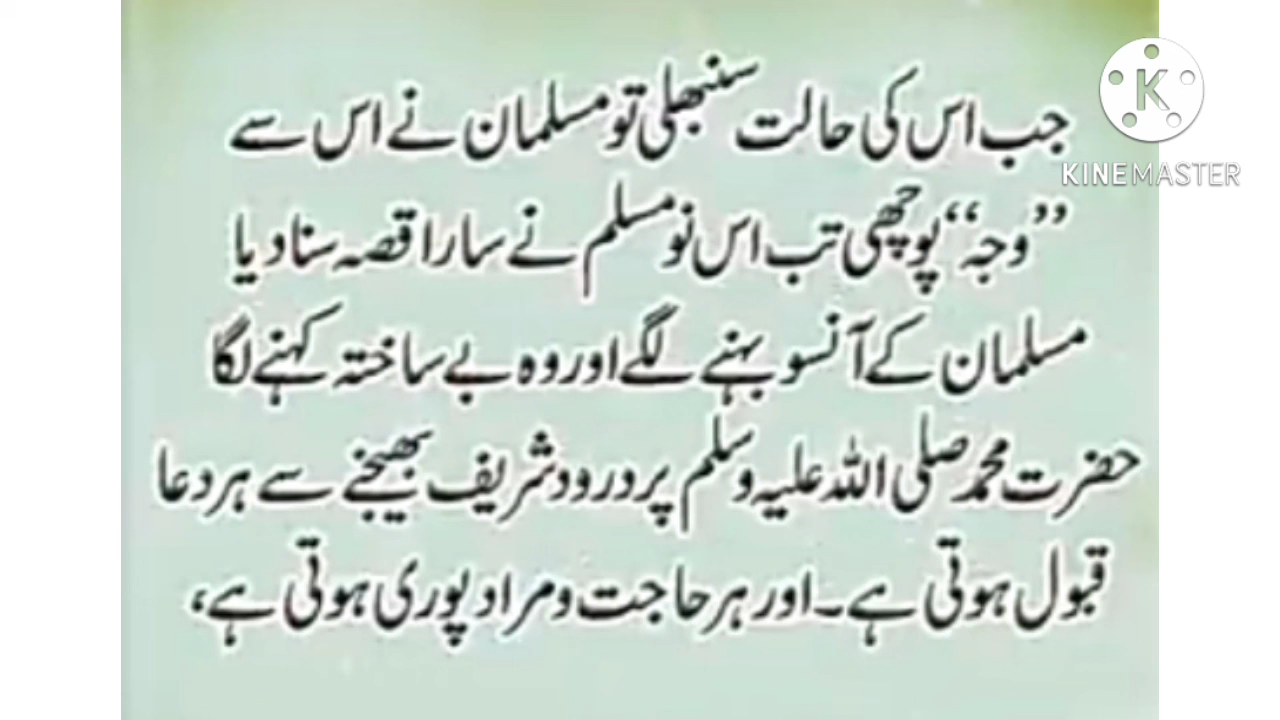 جب اس کی حالت سنبھلی تو مسلمان نے اس سے
”وجہ“ پوچھی تب اس نو مسلم نے سارا قصہ سنا دیا
مسلمان کے آنسو بہنے لگے اور وہ بے ساختہ کہنے لگا
حضرت محمد صلی اللہ علیہ وسلم پر درود شریف بھیجنے سے ہر دعا
قبول ہوتی ہے۔ اور ہر حاجت و مراد پوری ہوتی ہے،
K
KINEMASTER